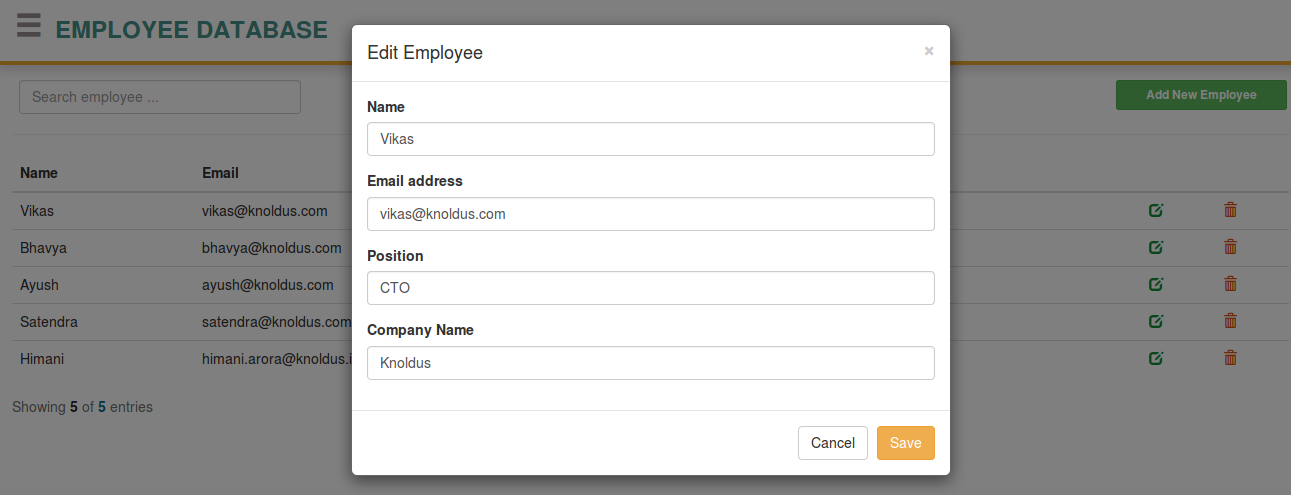 EMPLOYEE DATABASE
Search employee ...
Add New Employee
Name Email
Vikas vikas@knoldus.com
Bhavya bhavya@knoldus.com
Ayush ayush@knoldus.com
Satendra satendra@knoldus.com
Himani himani.arora@knoldus.i
Showing 5 of 5 entries
Edit Employee ×
Name
Vikas
Email address
vikas@knoldus.com
Position
CTO
Company Name
Knoldus
Cancel Save